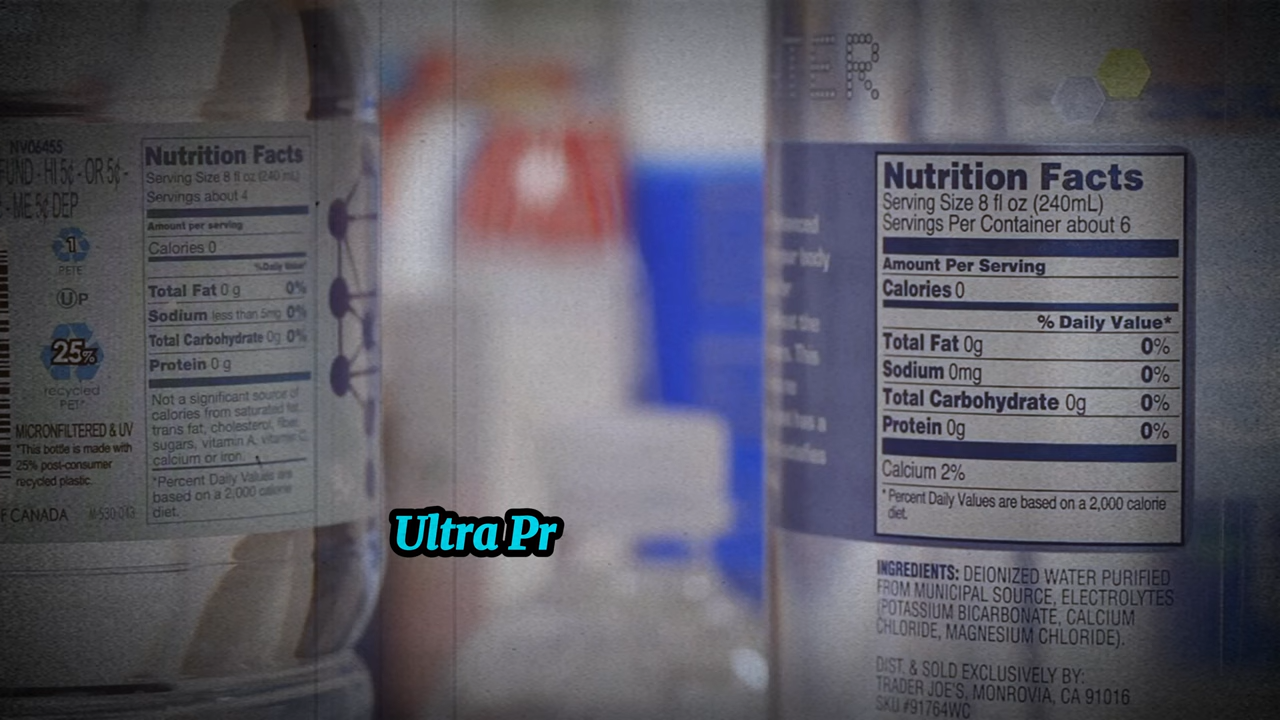 NV06455
FUND - HI 5¢ - OR 5¢ -
- ME 5¢ DEP
1
PETE
UP
25%
recycled
PET*
MICRONFILTERED & UV
*This bottle is made with
25% post-consumer
recycled plastic.
F CANADA
Nutrition Facts
Serving Size 8 fl oz (240 mL)
Servings about 4
Amount per serving
Calories 0
%Daily Value*
Total Fat 0 g 0%
Sodium less than 5mg 0%
Total Carbohydrate 0g 0%
Protein 0 g
Not a significant source of
calories from saturated fat,
trans fat, cholesterol, fiber,
sugars, vitamin A, vitamin C,
calcium or iron.
*Percent Daily Values are
based on a 2,000 calorie
diet.
Ultra Pr
ER
body
the
This
has a
Nutrition Facts
Serving Size 8 fl oz (240mL)
Servings Per Container about 6
Amount Per Serving
Calories 0
% Daily Value*
Total Fat 0g 0%
Sodium 0mg 0%
Total Carbohydrate 0g 0%
Protein 0g 0%
Calcium 2%
*Percent Daily Values are based on a 2,000 calorie
diet.
INGREDIENTS: DEIONIZED WATER PURIFIED
FROM MUNICIPAL SOURCE, ELECTROLYTES
(POTASSIUM BICARBONATE, CALCIUM
CHLORIDE, MAGNESIUM CHLORIDE).
DIST. & SOLD EXCLUSIVELY BY:
TRADER JOE'S, MONROVIA, CA 91016
SKU #91764WC